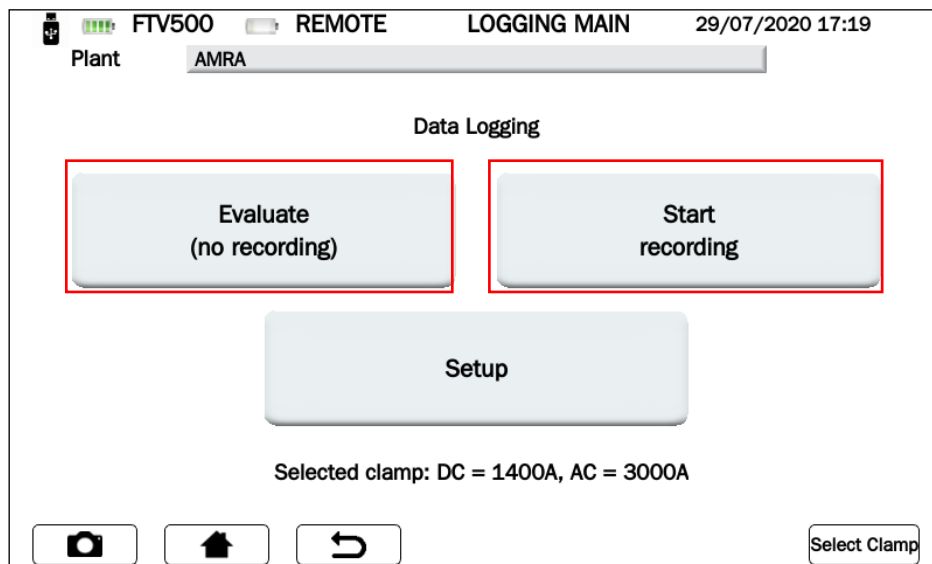 FTV500 REMOTE LOGGING MAIN 29/07/2020 17:19
Plant AMRA
Data Logging
Evaluate
(no recording)
Start
recording
Setup
Selected clamp: DC = 1400A, AC = 3000A
Select Clamp